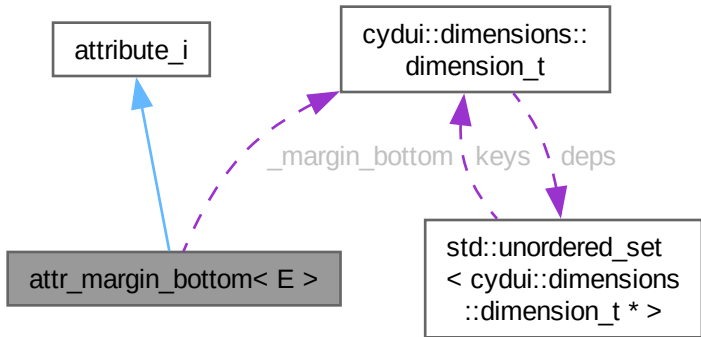 attribute_i
cydui::dimensions::
dimension_t
_margin_bottom
keys
deps
attr_margin_bottom< E >
std::unordered_set
< cydui::dimensions
::dimension_t * >